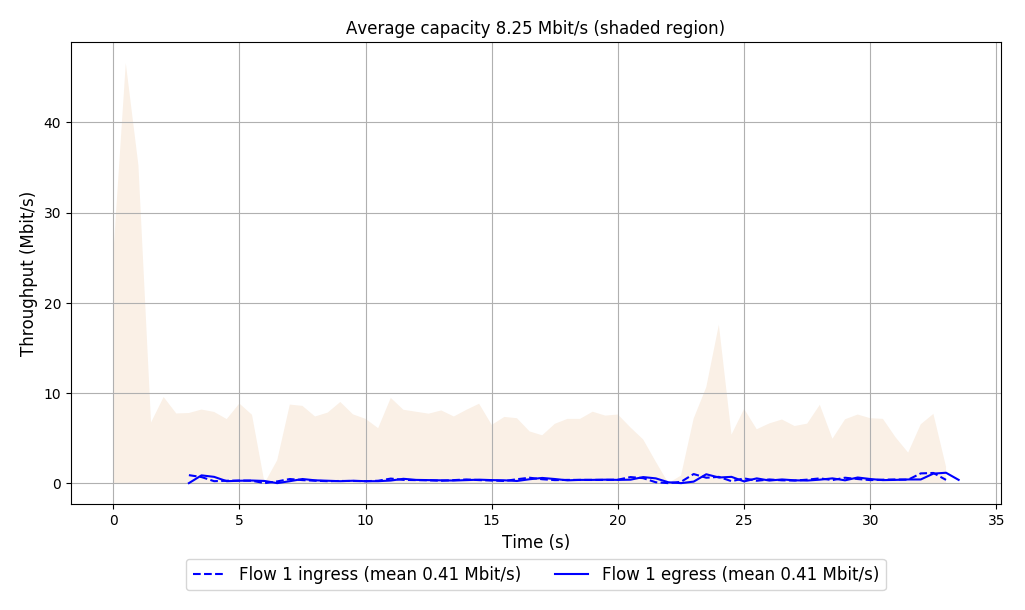 Average capacity 8.25 Mbit/s (shaded region)
Throughput (Mbit/s)
40
30
20
10
0
0 5 10 15 20 25 30 35
Time (s)
Flow 1 ingress (mean 0.41 Mbit/s) Flow 1 egress (mean 0.41 Mbit/s)